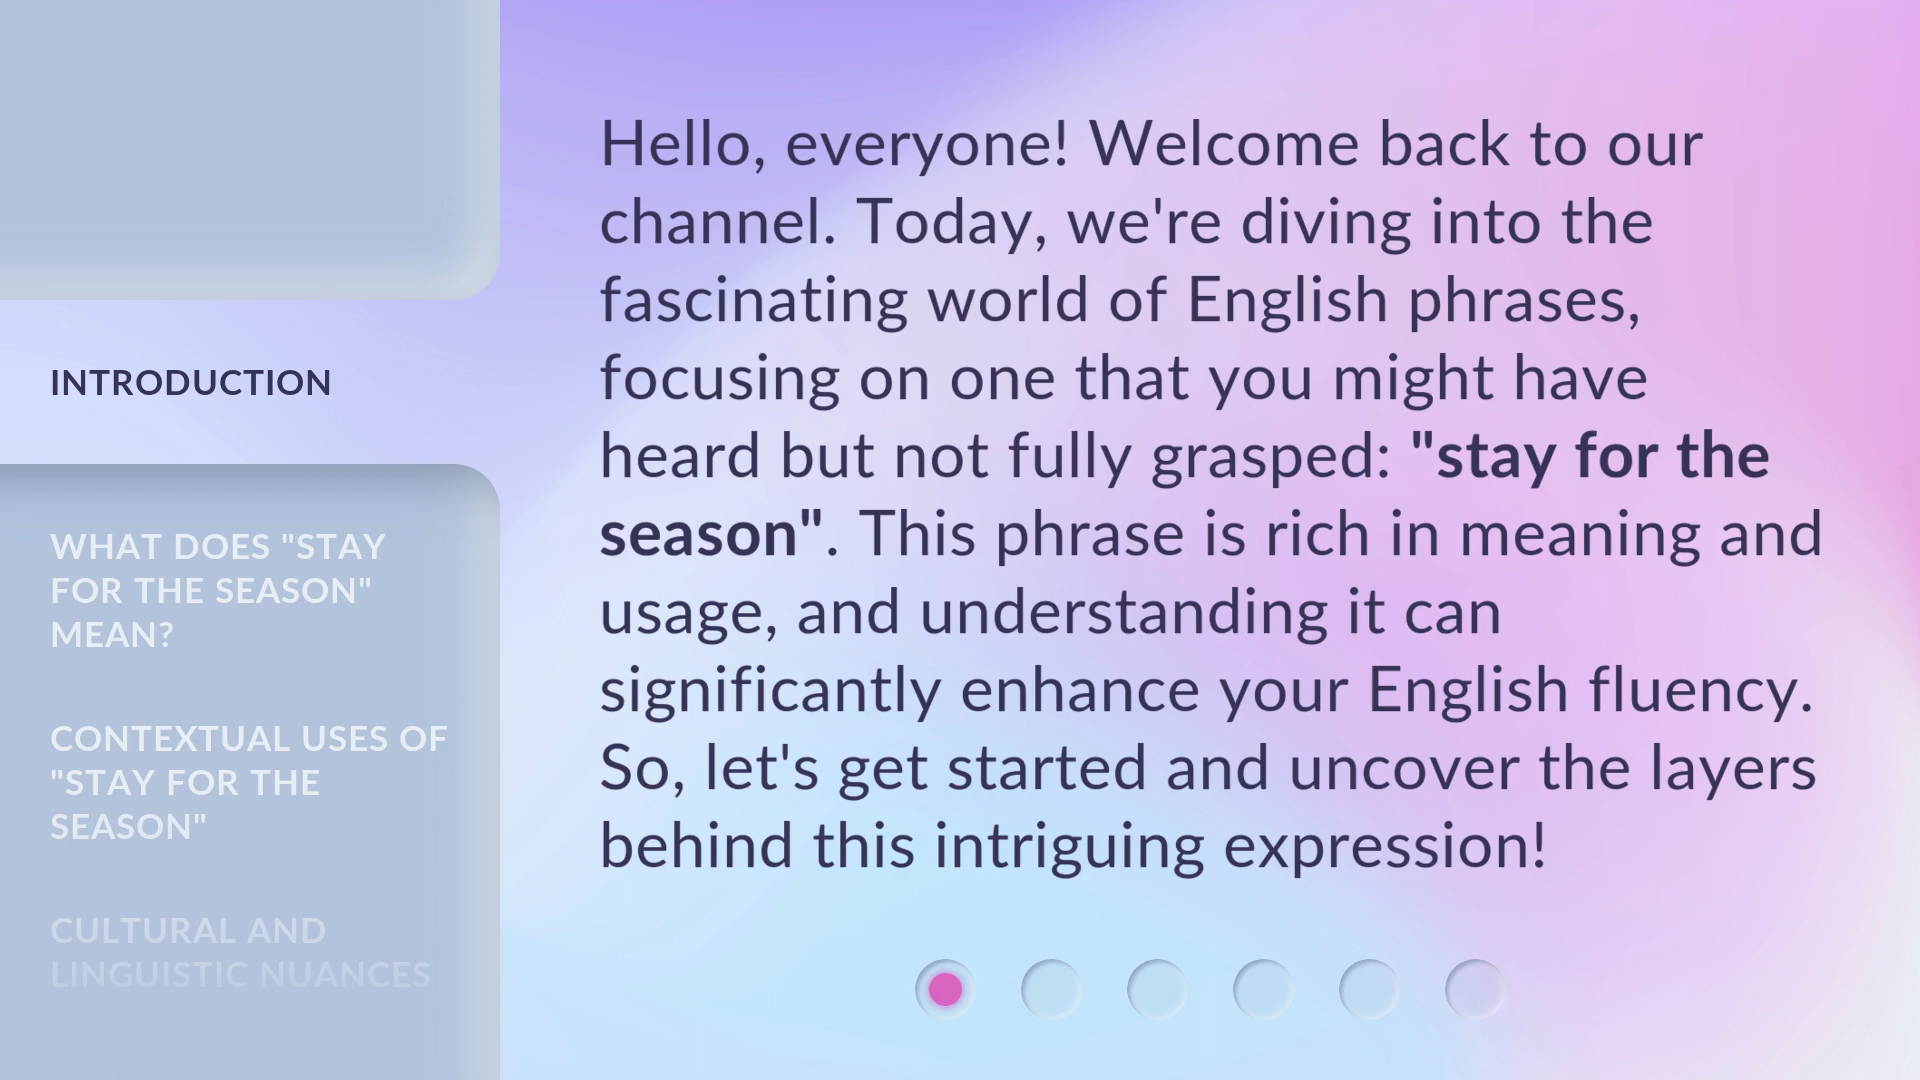 INTRODUCTION
WHAT DOES "STAY
FOR THE SEASON"
MEAN?
CONTEXTUAL USES OF
"STAY FOR THE
SEASON"
CULTURAL AND
LINGUISTIC NUANCES
Hello, everyone! Welcome back to our
channel. Today, we're diving into the
fascinating world of English phrases,
focusing on one that you might have
heard but not fully grasped: "stay for the
season". This phrase is rich in meaning and
usage, and understanding it can
significantly enhance your English fluency.
So, let's get started and uncover the layers
behind this intriguing expression!